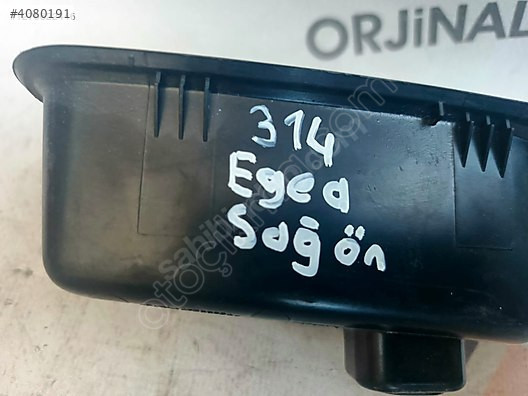 #4080191
ORJiNAL
314
Egea
Sağ ön